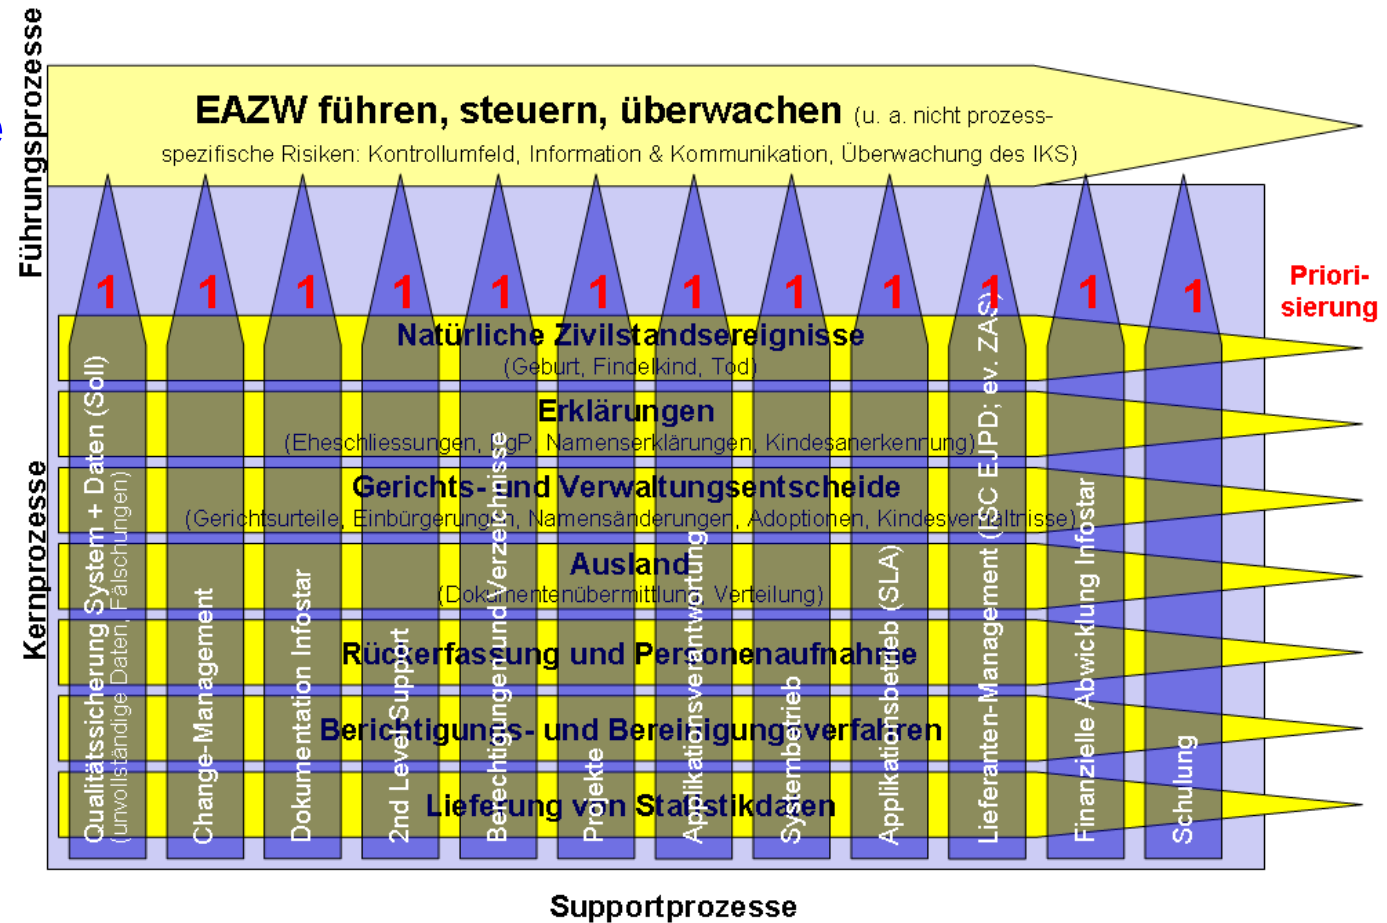 Führungsprozesse
EAZW führen, steuern, überwachen (u. a. nicht prozess-
spezifische Risiken: Kontrollumfeld, Information & Kommunikation, Überwachung des IKS)
1 1 1 1 1 1 1 1 1 1 1 1
Priori-
sierung
Kernprozesse
Natürliche Zivilstandsereignisse
(Geburt, Findelkind, Tod)
Erklärungen
(Eheschliessungen, EgP, Namenserklärungen, Kindesanerkennung)
Gerichts- und Verwaltungsentscheide
(Gerichtsurteile, Einbürgerungen, Namensänderungen, Adoptionen, Kindesverhältnisse)
Ausland
(Dokumentenübermittlung, Verteilung)
Rückerfassung und Personenaufnahme
Berichtigungs- und Bereinigungsverfahren
Lieferung von Statistikdaten
Qualitätssicherung System + Daten (Soll)
(unvollständige Daten, Fälschungen)
Change-Management
Dokumentation Infostar
2nd Level Support
Berechtigungen und Verzeichnisse
Projekte
Applikationsverantwortung
Systembetrieb
Applikationsbetrieb (SLA)
Lieferanten-Management (ISC EJPD; ev. ZAS)
Finanzielle Abwicklung Infostar
Schulung
Supportprozesse